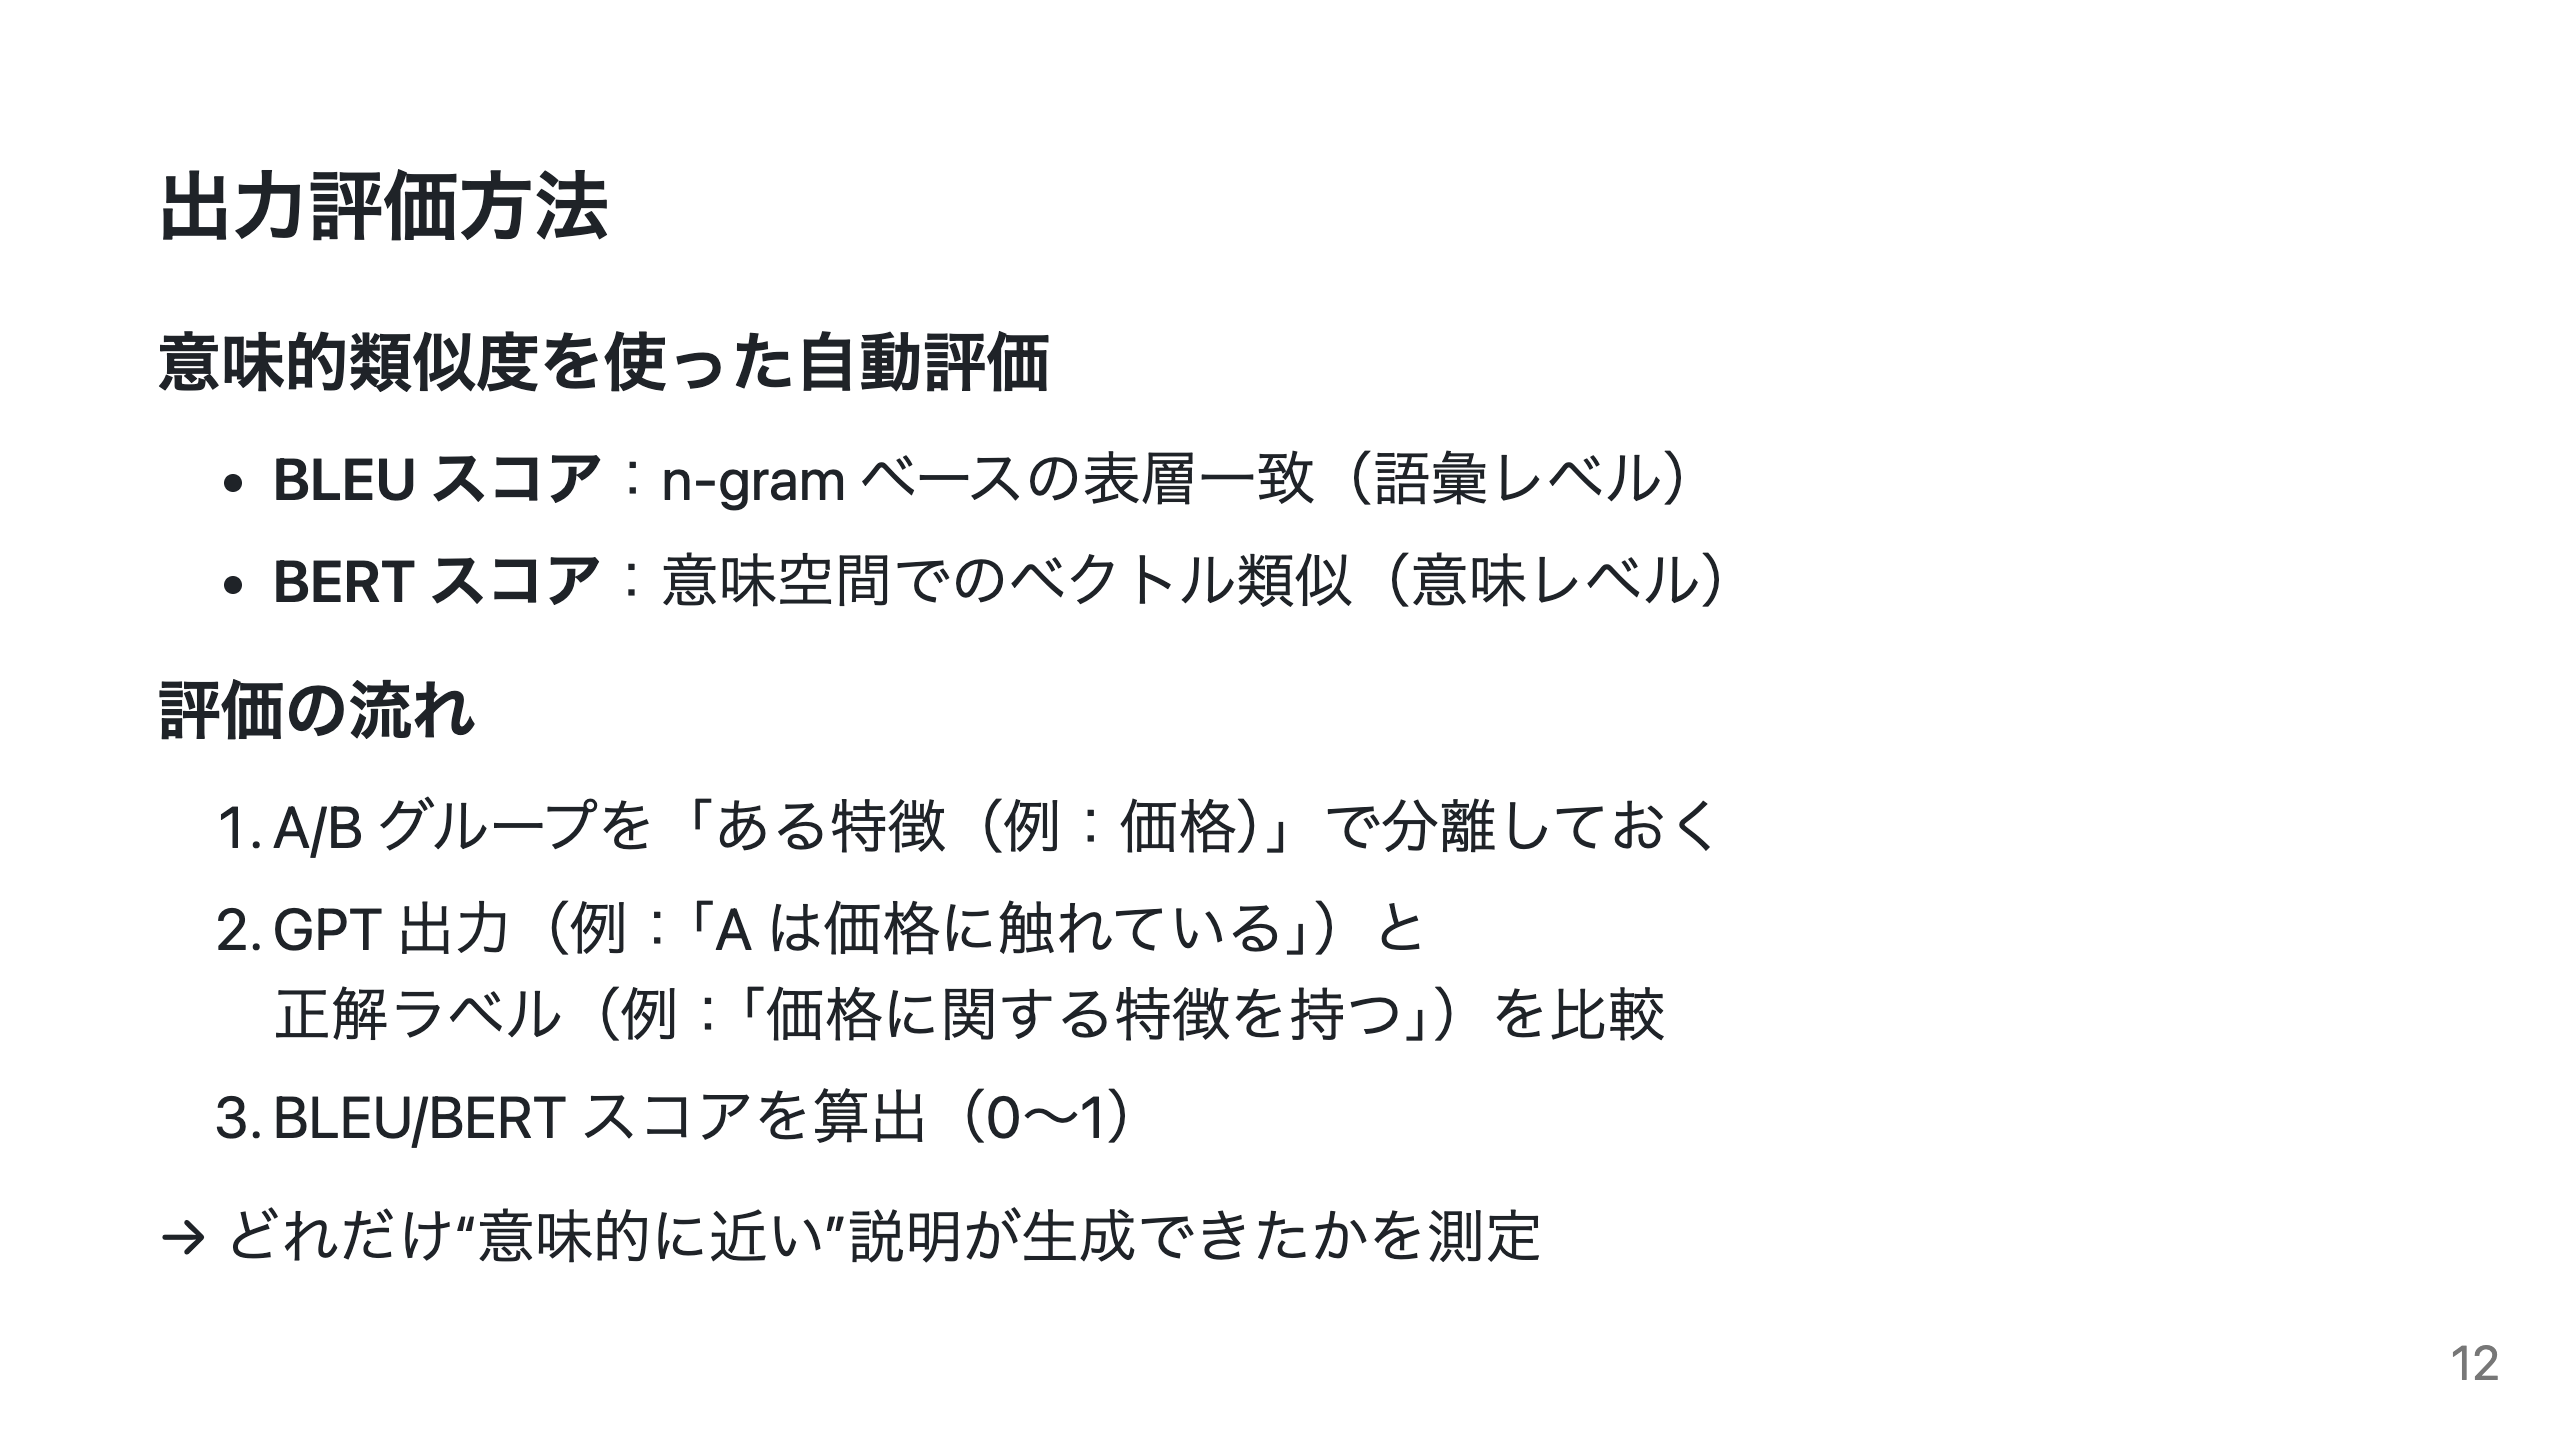 出力評価方法
意味的類似度を使った自動評価
• BLEU スコア：n-gram ベースの表層一致（語彙レベル）
• BERT スコア：意味空間でのベクトル類似（意味レベル）
評価の流れ
1. A/B グループを「ある特徴（例：価格）」で分離しておく
2. GPT 出力（例：「A は価格に触れている」）と
正解ラベル（例：「価格に関する特徴を持つ」）を比較
3. BLEU/BERT スコアを算出（0〜1）
→ どれだけ“意味的に近い”説明が生成できたかを測定
12